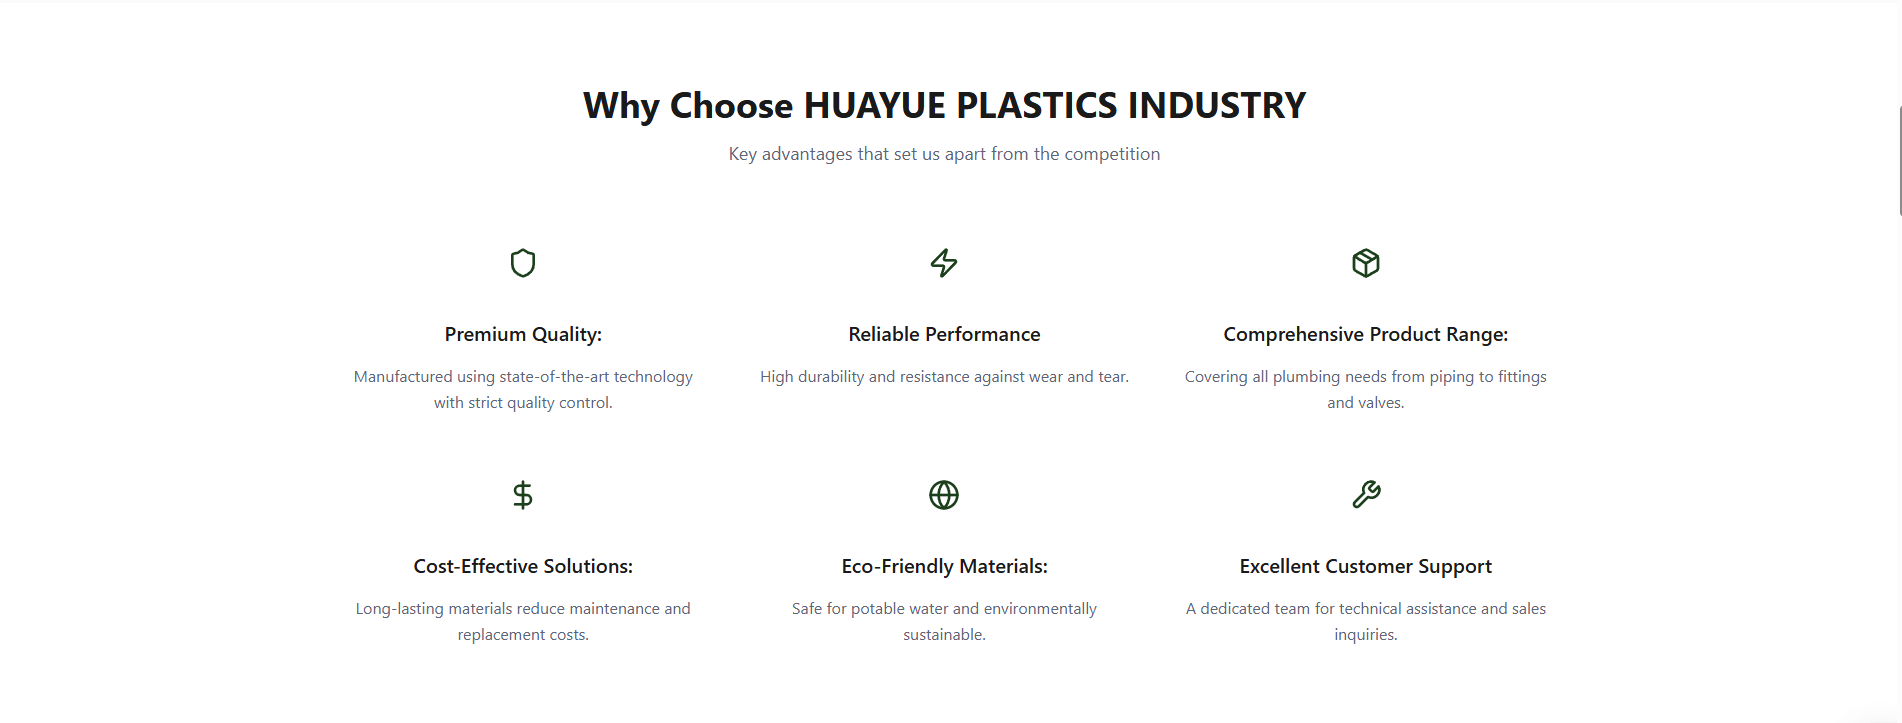 Why Choose HUAYUE PLASTICS INDUSTRY
Key advantages that set us apart from the competition
Premium Quality:
Manufactured using state-of-the-art technology
with strict quality control.
Reliable Performance
High durability and resistance against wear and tear.
Comprehensive Product Range:
Covering all plumbing needs from piping to fittings
and valves.
Cost-Effective Solutions:
Long-lasting materials reduce maintenance and
replacement costs.
Eco-Friendly Materials:
Safe for potable water and environmentally
sustainable.
Excellent Customer Support
A dedicated team for technical assistance and sales
inquiries.